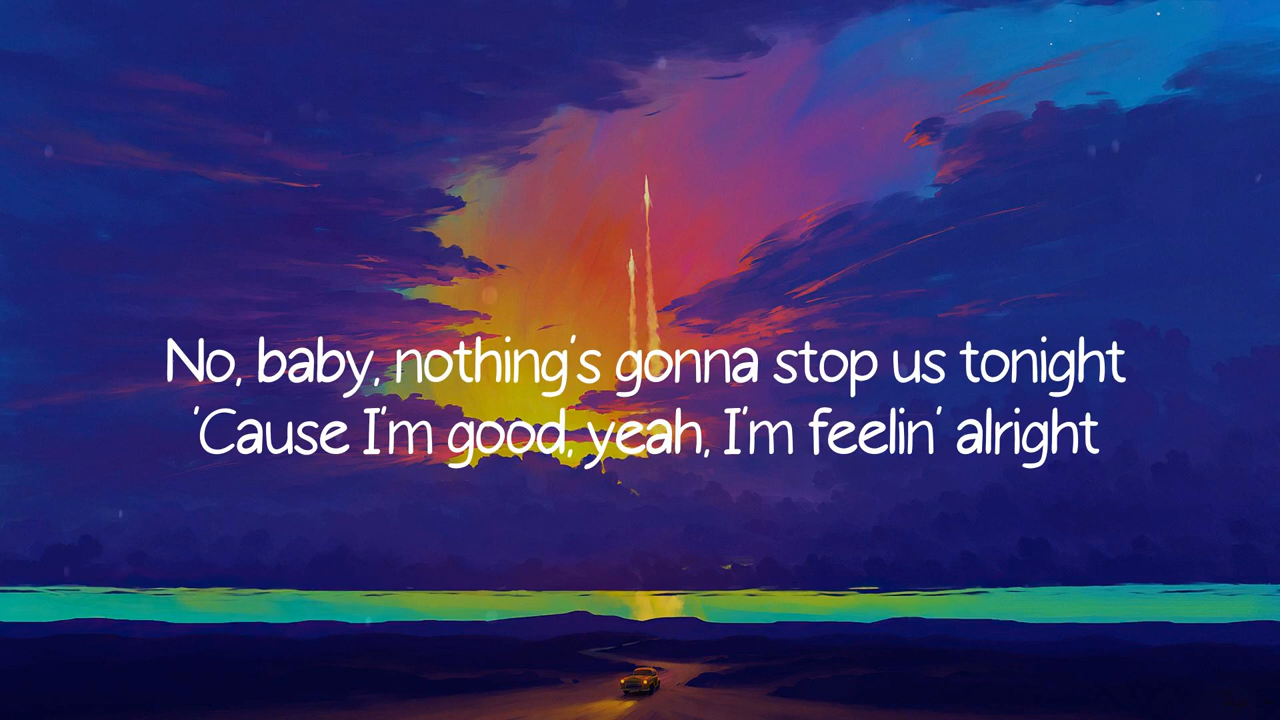 No, baby, nothing's gonna stop us tonight
'Cause I'm good, yeah, I'm feelin' alright